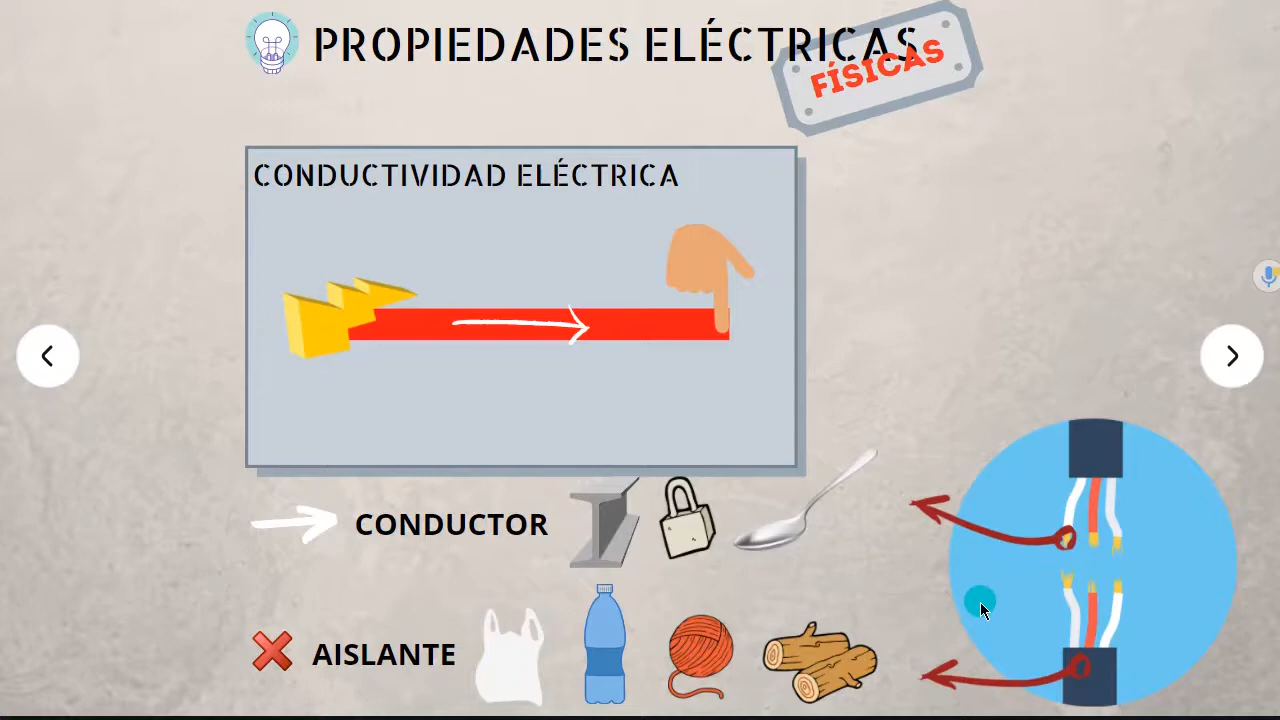 PROPIEDADES ELÉCTRICAS
FÍSICAS
CONDUCTIVIDAD ELÉCTRICA
CONDUCTOR
AISLANTE